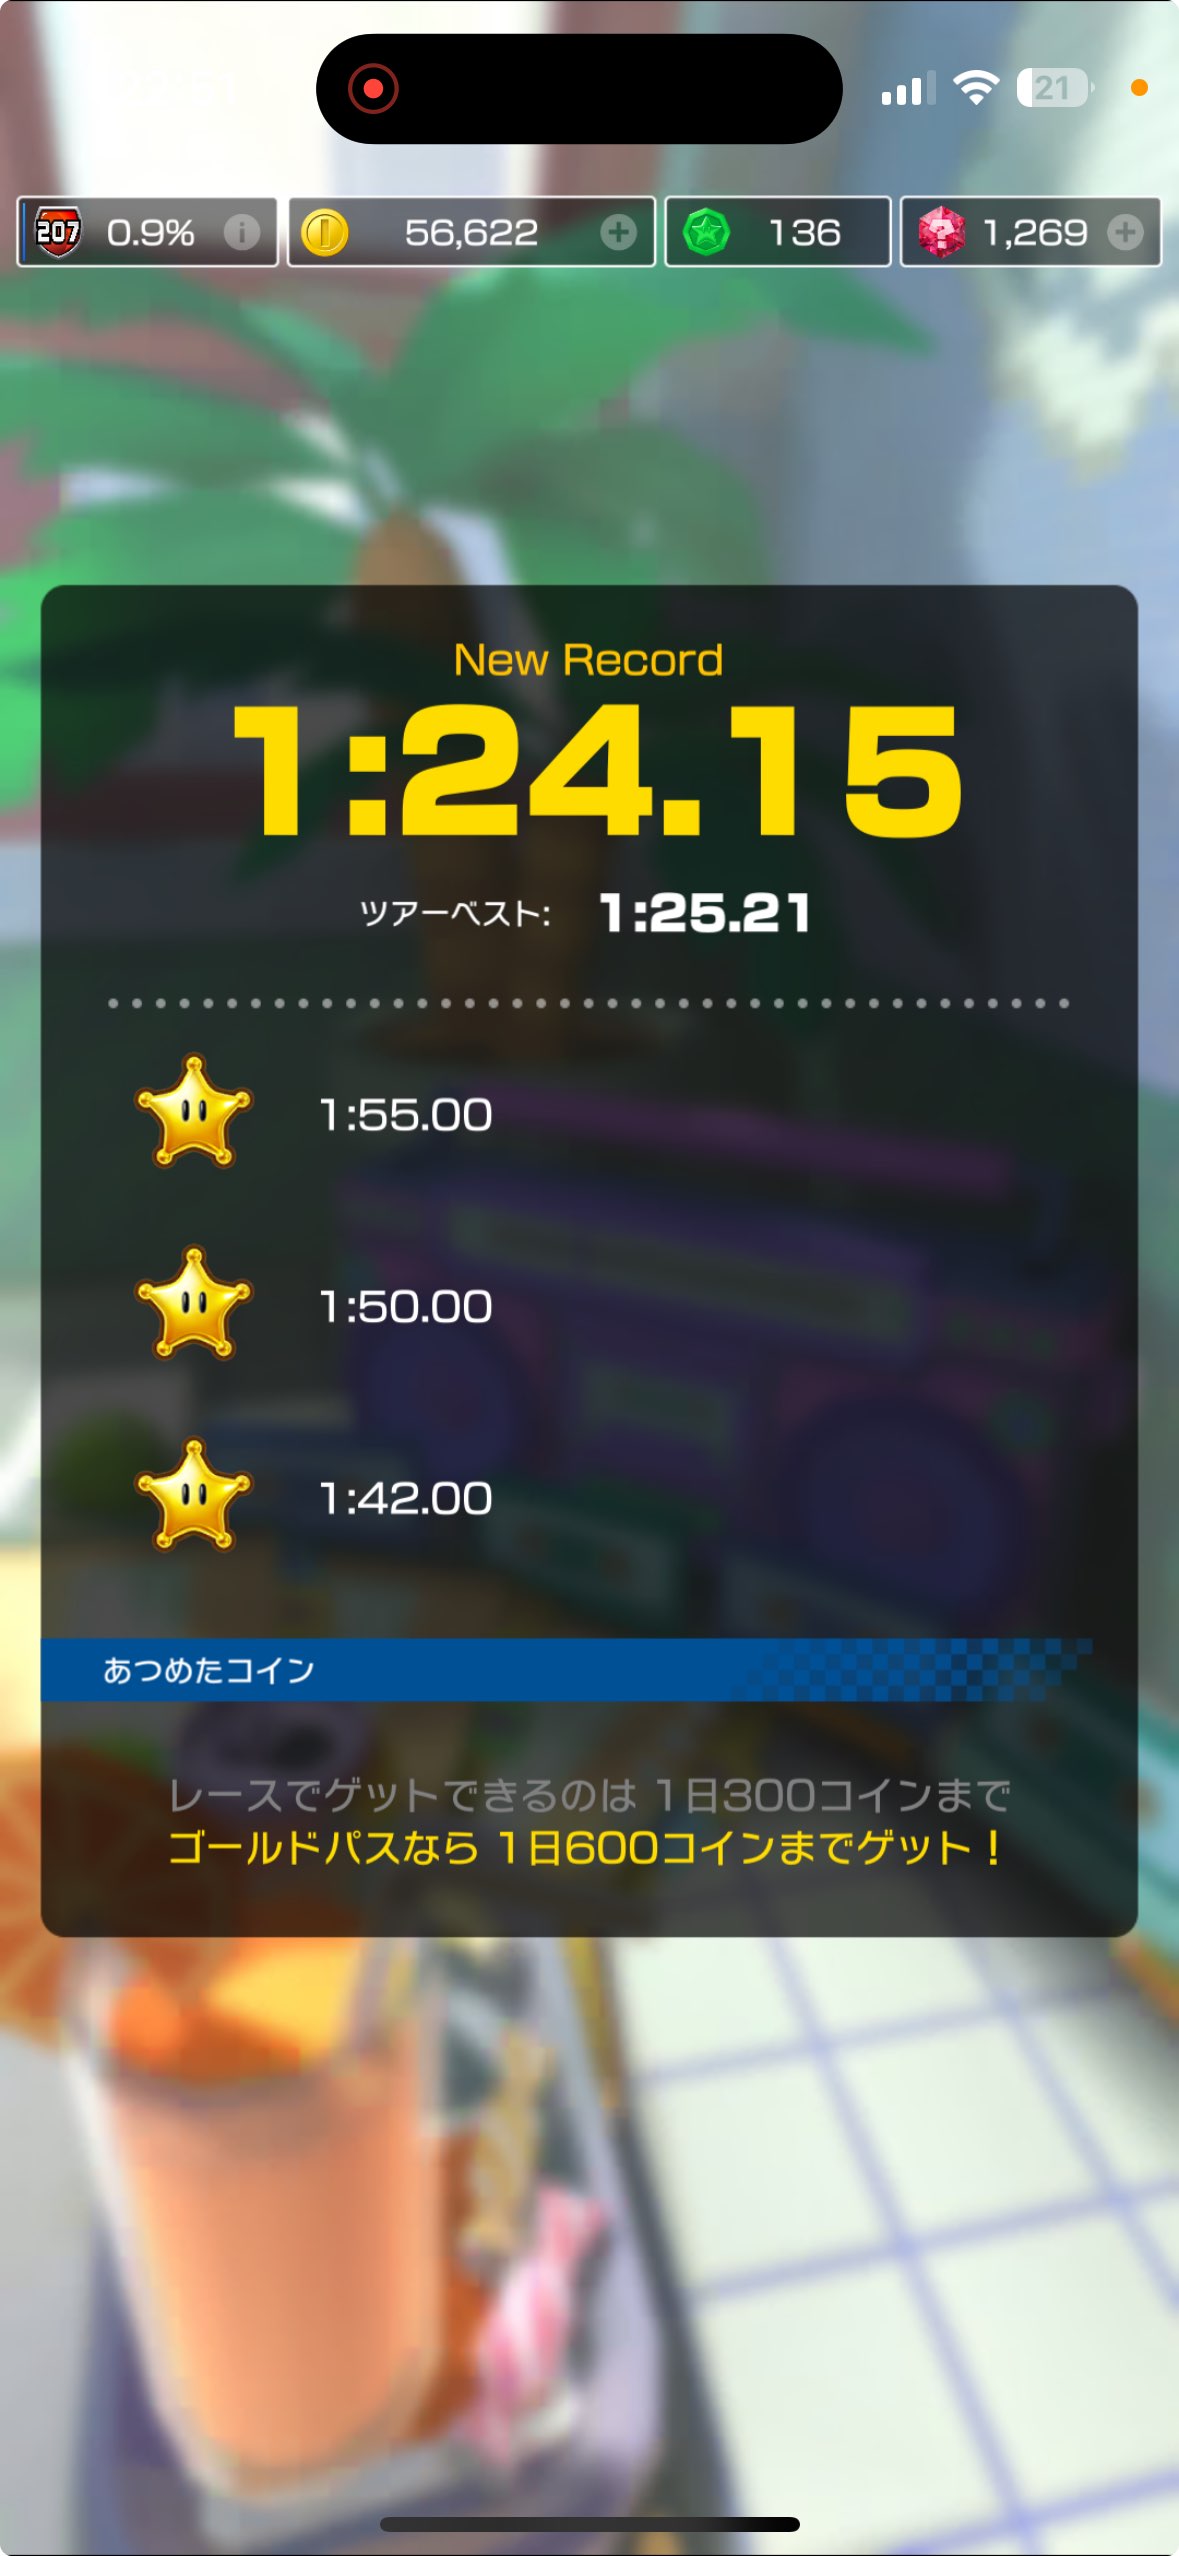 21
207 0.9% i 56,622 + 136 1,269 +
New Record
1:24.15
ツアーベスト: 1:25.21
1:55.00
1:50.00
1:42.00
あつめたコイン
レースでゲットできるのは 1日300コインまで
ゴールドパスなら 1日600コインまでゲット！